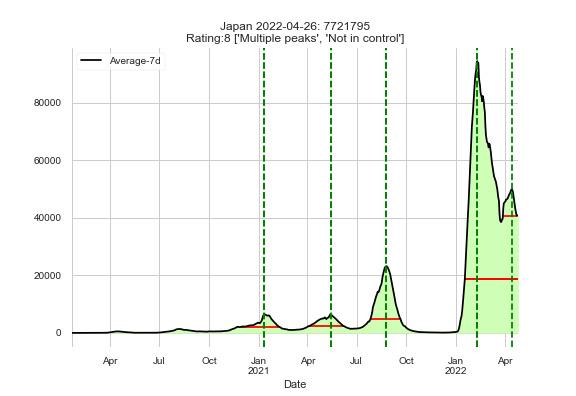 Japan 2022-04-26: 7721795
Rating:8 ['Multiple peaks', 'Not in control']
Average-7d
80000
60000
40000
20000
0
Apr Jul Oct Jan Apr Jul Oct Jan Apr
2021 2022
Date